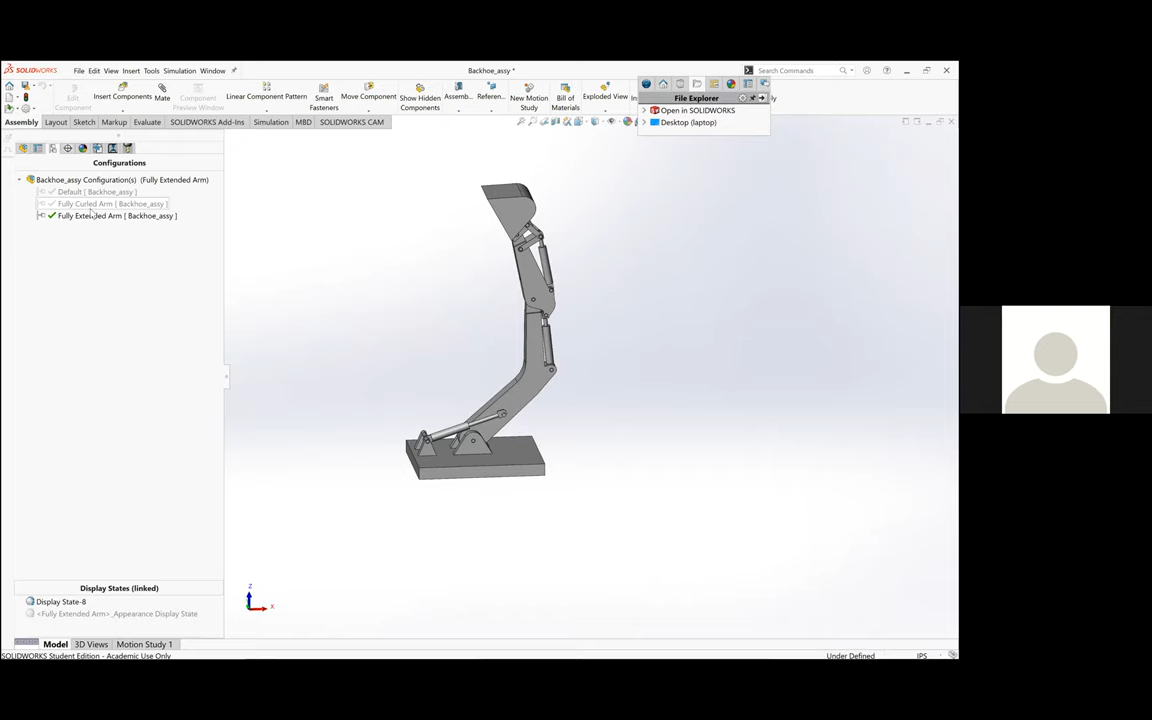 SOLIDWORKS File Edit View Insert Tools Simulation Window Backhoe_assy * Search Commands
Edit Component Insert Components Mate Component Preview Window Linear Component Pattern Smart Fasteners Move Component Show Hidden Components Assemb... Referen... New Motion Study Bill of Materials Exploded View
File Explorer
Open in SOLIDWORKS
Desktop (laptop)
Assembly Layout Sketch Markup Evaluate SOLIDWORKS Add-Ins Simulation MBD SOLIDWORKS CAM
Configurations
Backhoe_assy Configuration(s) (Fully Extended Arm)
Default [ Backhoe_assy ]
Fully Curled Arm [ Backhoe_assy ]
Fully Extended Arm [ Backhoe_assy ]
Z
X
Display States (linked)
Display State-8
<Fully Extended Arm>_Appearance Display State
Model 3D Views Motion Study 1
SOLIDWORKS Student Edition - Academic Use Only Under Defined IPS